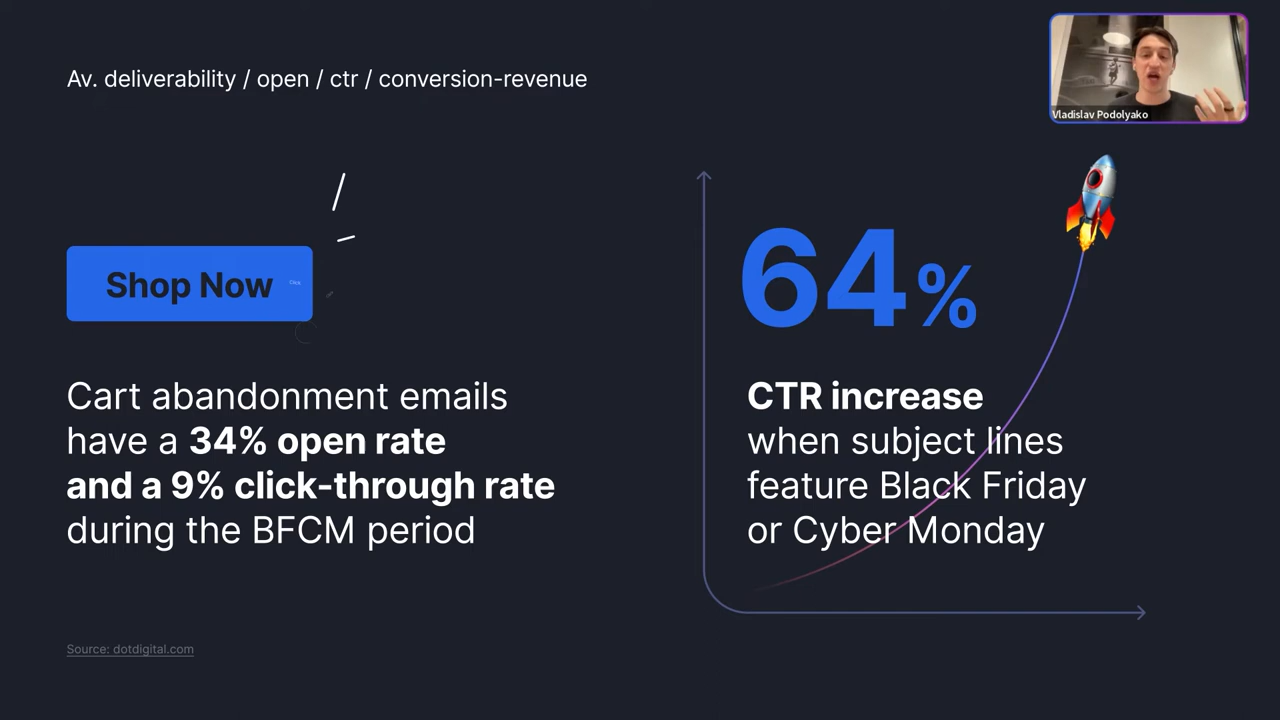 Av. deliverability / open / ctr / conversion-revenue
Vladislav Podolyako
Shop Now
Click
Cart abandonment emails
have a 34% open rate
and a 9% click-through rate
during the BFCM period
64%
CTR increase
when subject lines
feature Black Friday
or Cyber Monday
Source: dotdigital.com